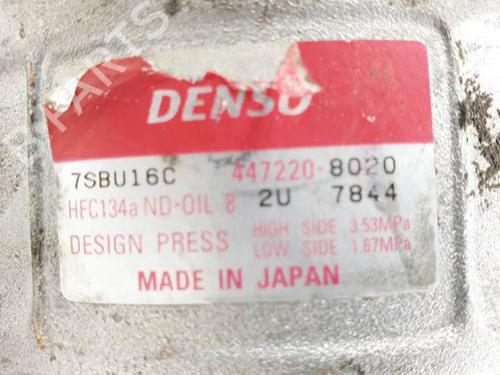 DENSO
7SBU16C 447220-8020
HFC134a ND-OIL 8 2U 7844
DESIGN PRESS HIGH SIDE 3.53MPa
LOW SIDE 1.67MPa
MADE IN JAPAN